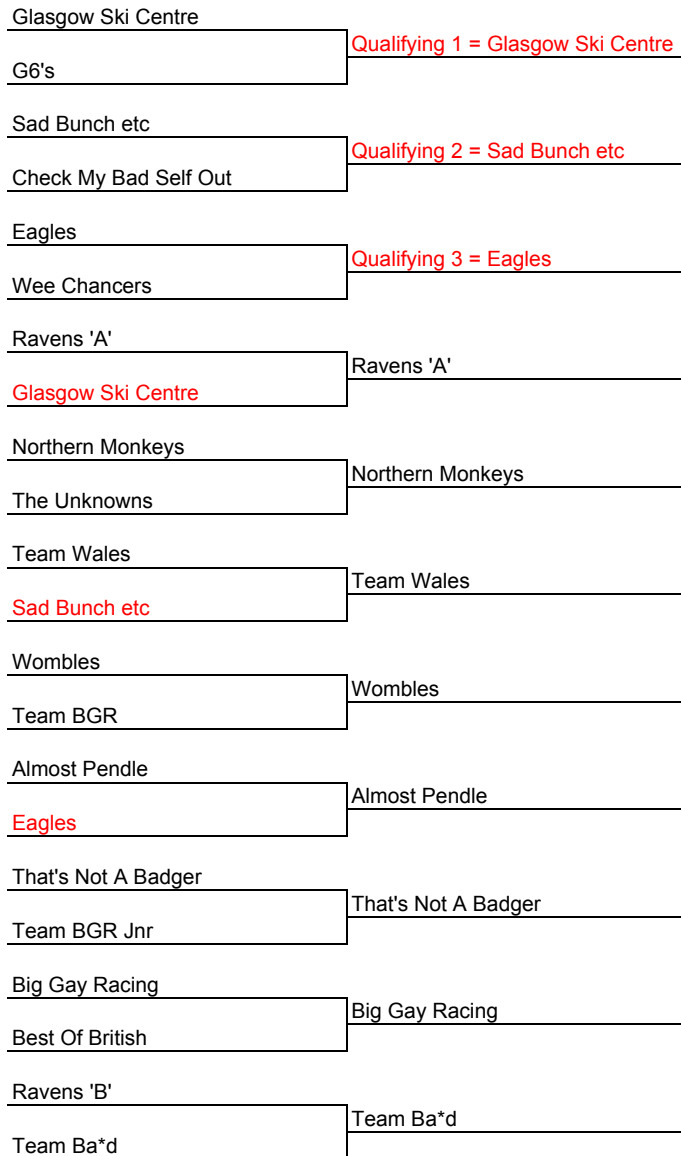 Glasgow Ski Centre
Qualifying 1 = Glasgow Ski Centre
G6's
Sad Bunch etc
Qualifying 2 = Sad Bunch etc
Check My Bad Self Out
Eagles
Qualifying 3 = Eagles
Wee Chancers
Ravens 'A'
Ravens 'A'
Glasgow Ski Centre
Northern Monkeys
Northern Monkeys
The Unknowns
Team Wales
Team Wales
Sad Bunch etc
Wombles
Wombles
Team BGR
Almost Pendle
Almost Pendle
Eagles
That's Not A Badger
That's Not A Badger
Team BGR Jnr
Big Gay Racing
Big Gay Racing
Best Of British
Ravens 'B'
Team Ba*d
Team Ba*d